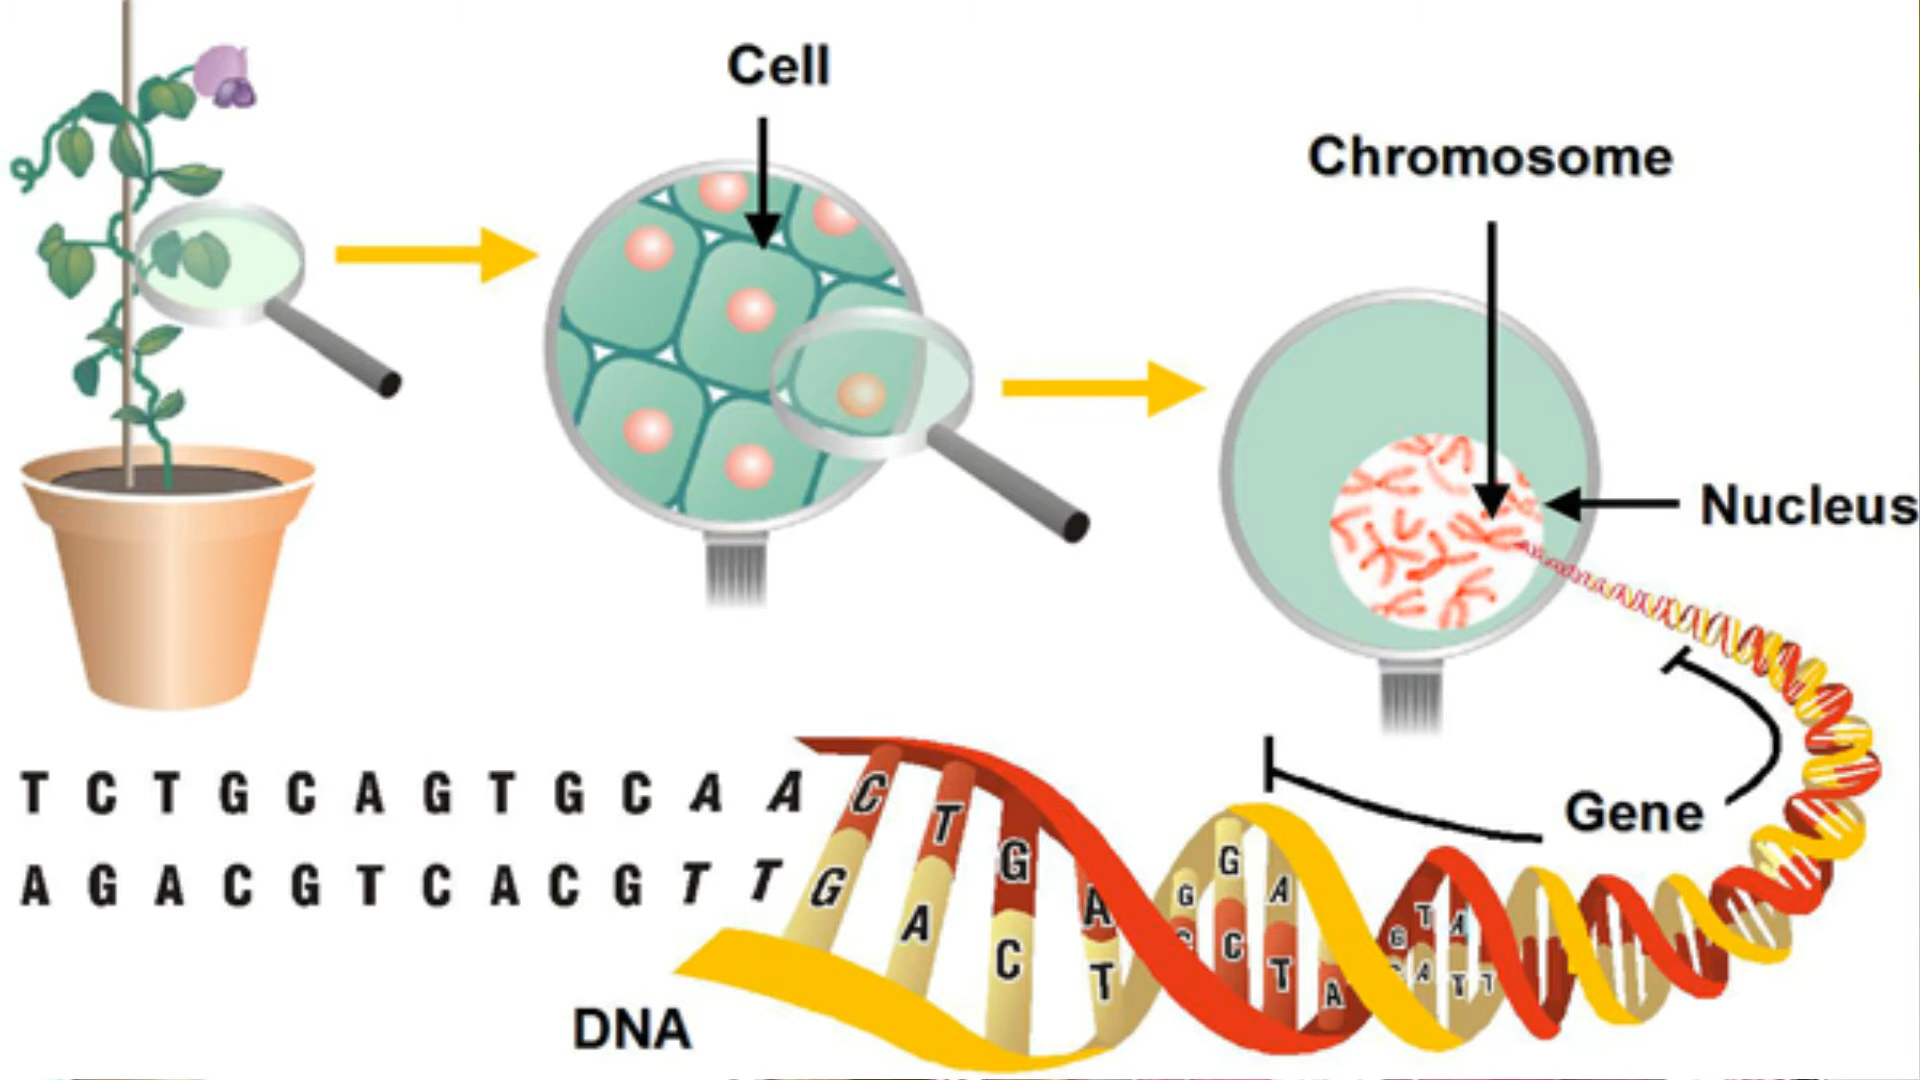 Cell
Chromosome
Nucleus
Gene
T C T G C A G T G C A A C T G A G G A G T A
A G A C G T C A C G T T G A C T C T A A T T
DNA